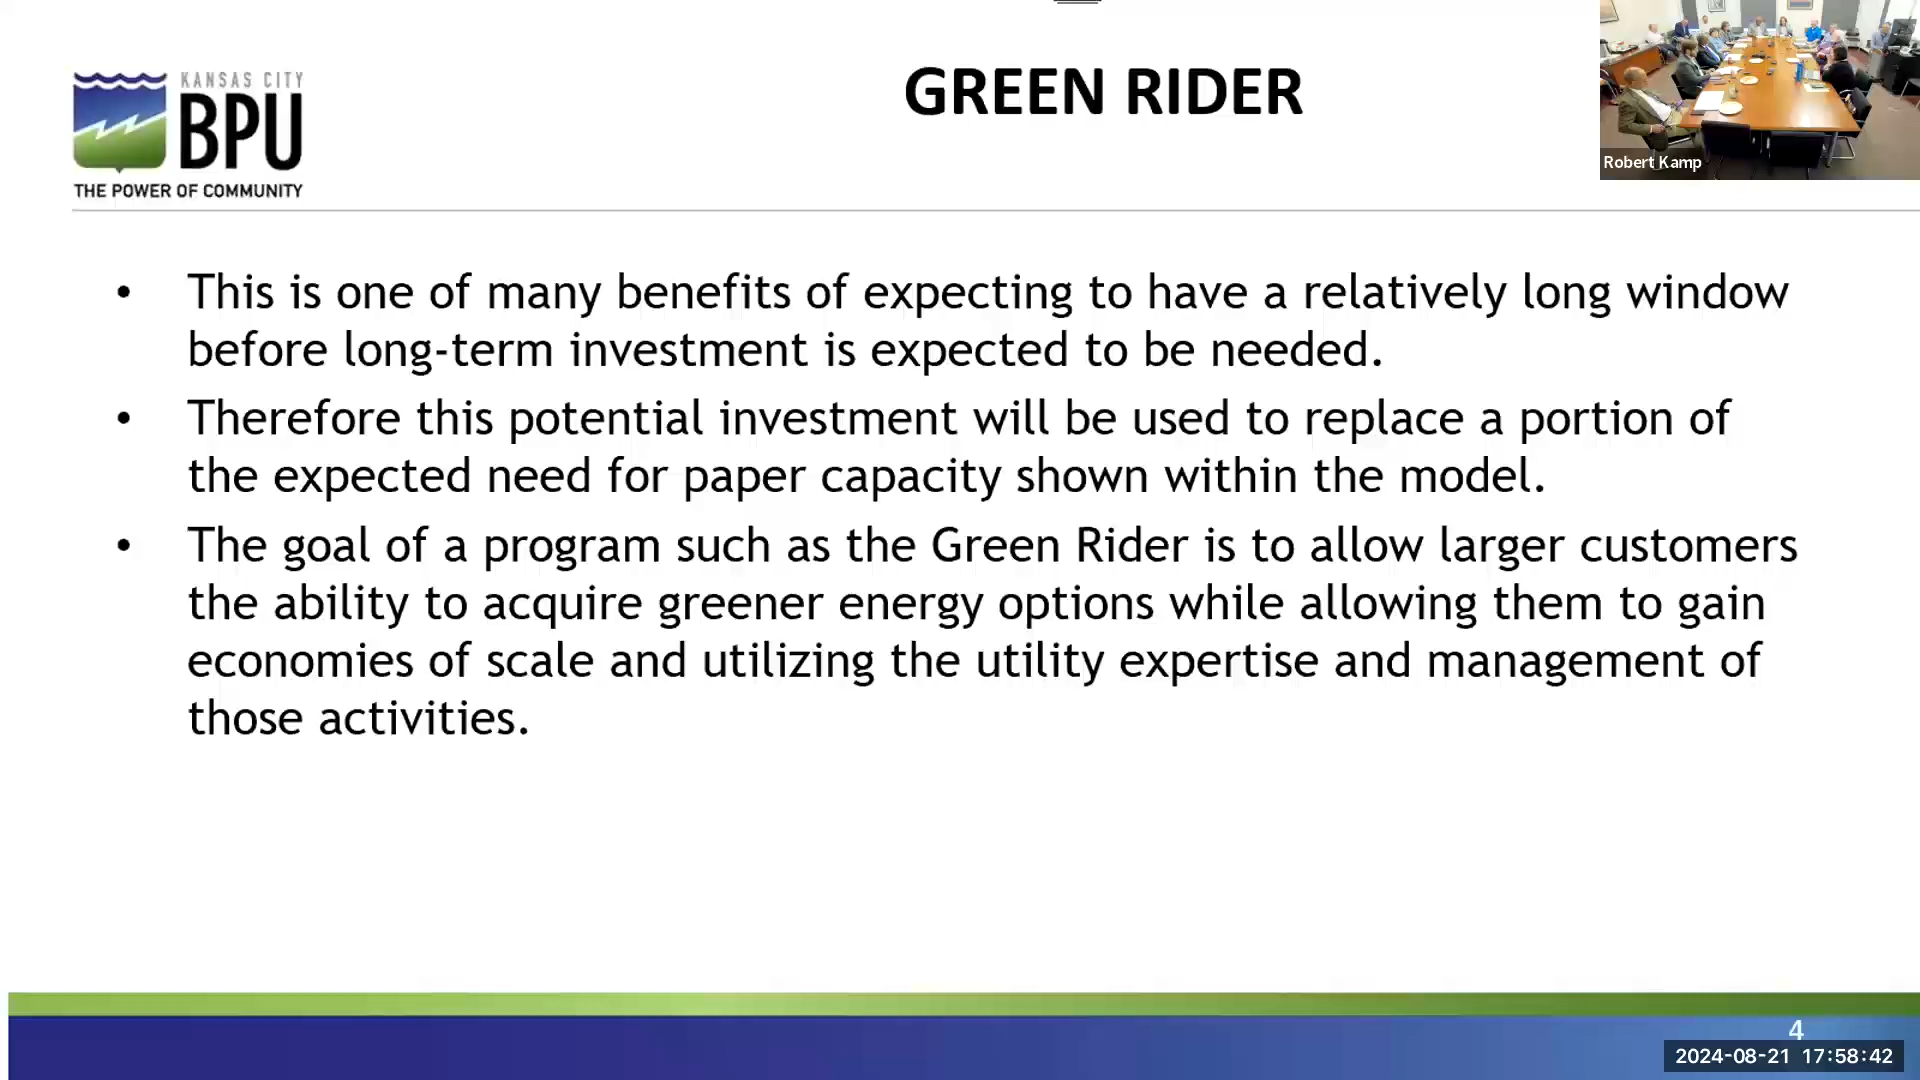 KANSAS CITY
BPU
THE POWER OF COMMUNITY
GREEN RIDER
Robert Kamp
• This is one of many benefits of expecting to have a relatively long window
before long-term investment is expected to be needed.
• Therefore this potential investment will be used to replace a portion of
the expected need for paper capacity shown within the model.
• The goal of a program such as the Green Rider is to allow larger customers
the ability to acquire greener energy options while allowing them to gain
economies of scale and utilizing the utility expertise and management of
those activities.
4
2024-08-21 17:58:42